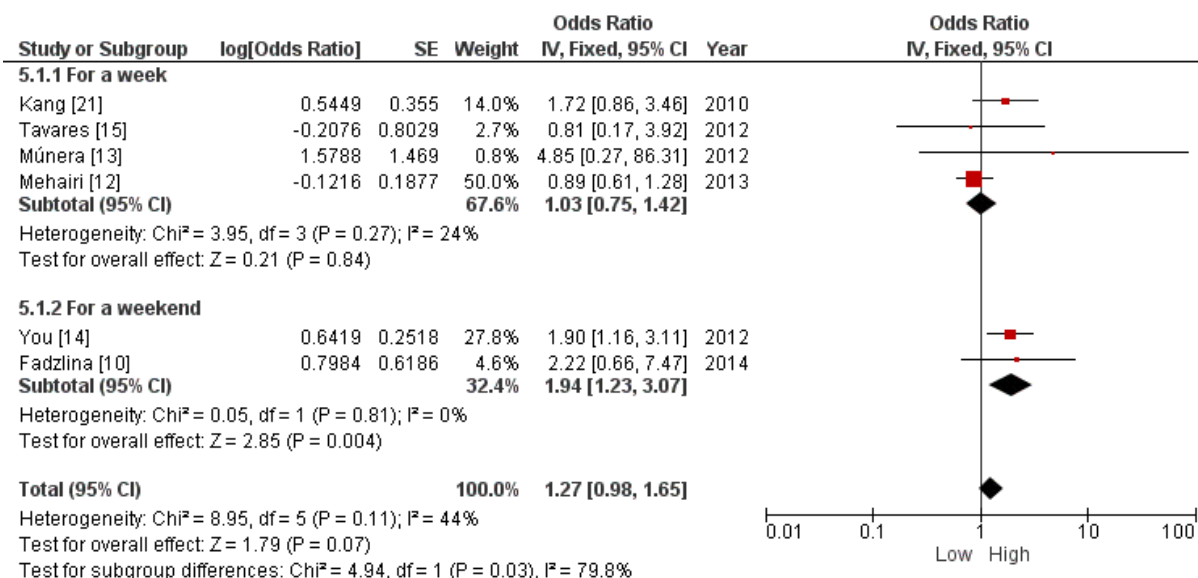 Odds Ratio Odds Ratio
Study or Subgroup log[Odds Ratio] SE Weight IV, Fixed, 95% CI Year IV, Fixed, 95% CI
5.1.1 For a week
Kang [21] 0.5449 0.355 14.0% 1.72 [0.86, 3.46] 2010
Tavares [15] -0.2076 0.8029 2.7% 0.81 [0.17, 3.92] 2012
Múnera [13] 1.5788 1.469 0.8% 4.85 [0.27, 86.31] 2012
Mehairi [12] -0.1216 0.1877 50.0% 0.89 [0.61, 1.28] 2013
Subtotal (95% CI) 67.6% 1.03 [0.75, 1.42]
Heterogeneity: Chi² = 3.95, df = 3 (P = 0.27); I² = 24%
Test for overall effect: Z = 0.21 (P = 0.84)
5.1.2 For a weekend
You [14] 0.6419 0.2518 27.8% 1.90 [1.16, 3.11] 2012
Fadzlina [10] 0.7984 0.6186 4.6% 2.22 [0.66, 7.47] 2014
Subtotal (95% CI) 32.4% 1.94 [1.23, 3.07]
Heterogeneity: Chi² = 0.05, df = 1 (P = 0.81); I² = 0%
Test for overall effect: Z = 2.85 (P = 0.004)
Total (95% CI) 100.0% 1.27 [0.98, 1.65]
Heterogeneity: Chi² = 8.95, df = 5 (P = 0.11); I² = 44%
Test for overall effect: Z = 1.79 (P = 0.07)
Test for subgroup differences: Chi² = 4.94, df = 1 (P = 0.03), I² = 79.8%
0.01 0.1 1 10 100
Low High